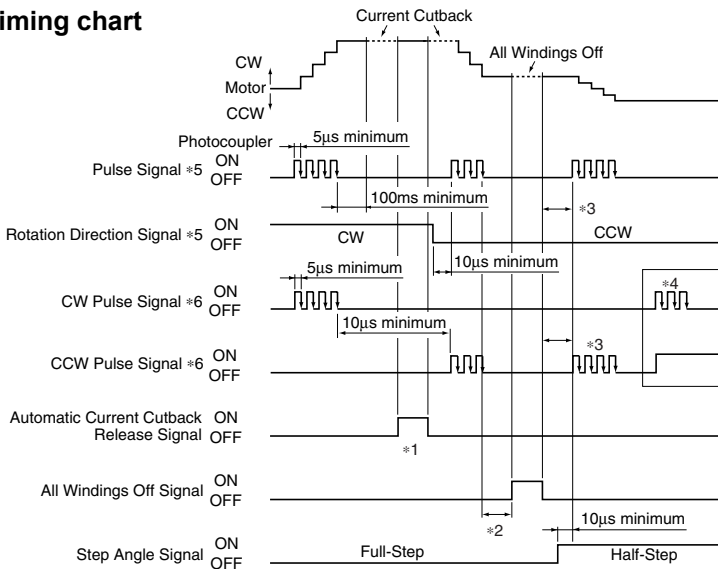 iming chart
Current Cutback
All Windings Off
CW
Motor
CCW
Photocoupler
5μs minimum
Pulse Signal *5 ON
OFF
100ms minimum
*3
Rotation Direction Signal *5 ON
OFF
CW
CCW
10μs minimum
5μs minimum
CW Pulse Signal *6 ON
OFF
*4
10μs minimum
*3
CCW Pulse Signal *6 ON
OFF
Automatic Current Cutback ON
Release Signal OFF
*1
All Windings Off Signal ON
OFF
*2
10μs minimum
Step Angle Signal ON
OFF
Full-Step
Half-Step